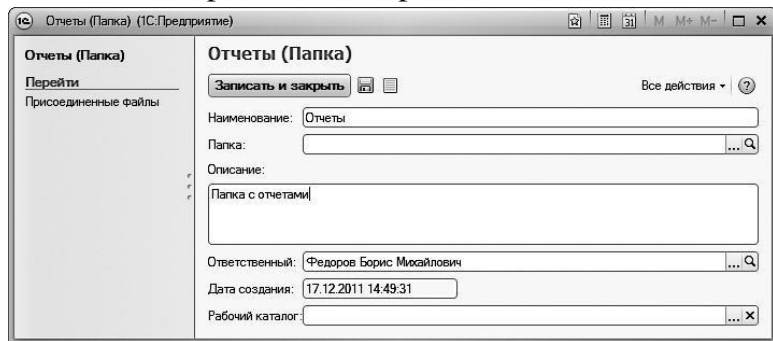 Отчеты (Папка) (1С:Предприятие)
31 M M+ M-
Отчеты (Папка)
Перейти
Присоединенные файлы
Отчеты (Папка)
Записать и закрыть
Все действия
?
Наименование: Отчеты
Папка: ...
Описание:
Папка с отчетами
Ответственный: Федоров Борис Михайлович ...
Дата создания: 17.12.2011 14:49:31
Рабочий каталог: ...